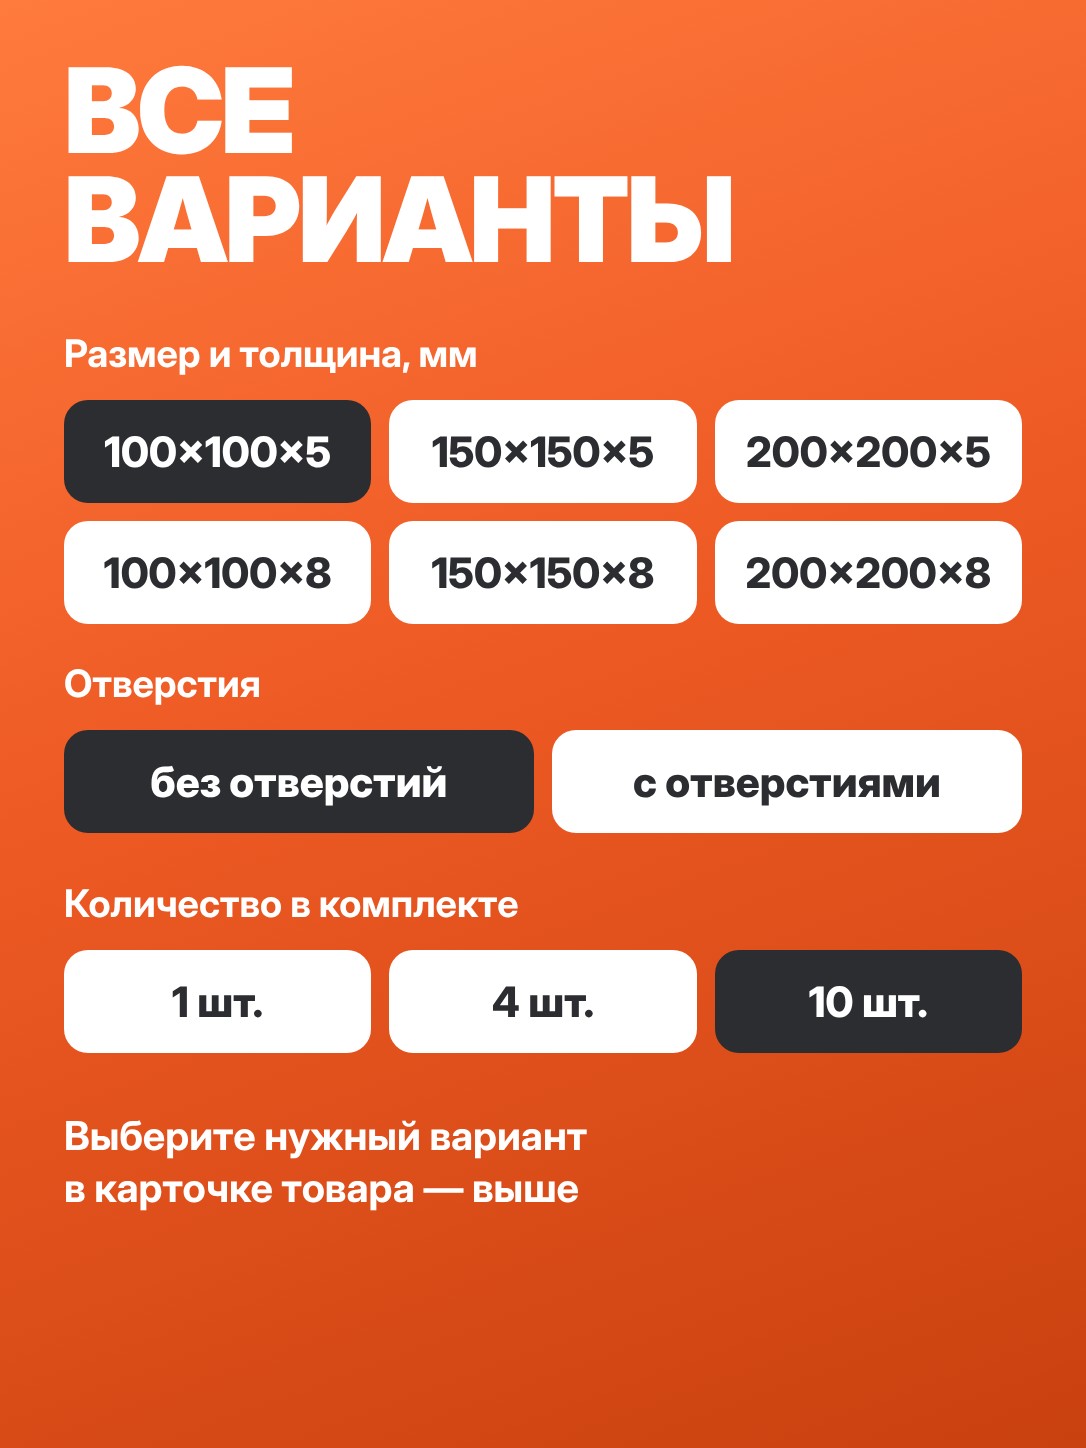 ВСЕ
ВАРИАНТЫ
Размер и толщина, мм
100×100×5 150×150×5 200×200×5
100×100×8 150×150×8 200×200×8
Отверстия
без отверстий с отверстиями
Количество в комплекте
1 шт. 4 шт. 10 шт.
Выберите нужный вариант
в карточке товара — выше